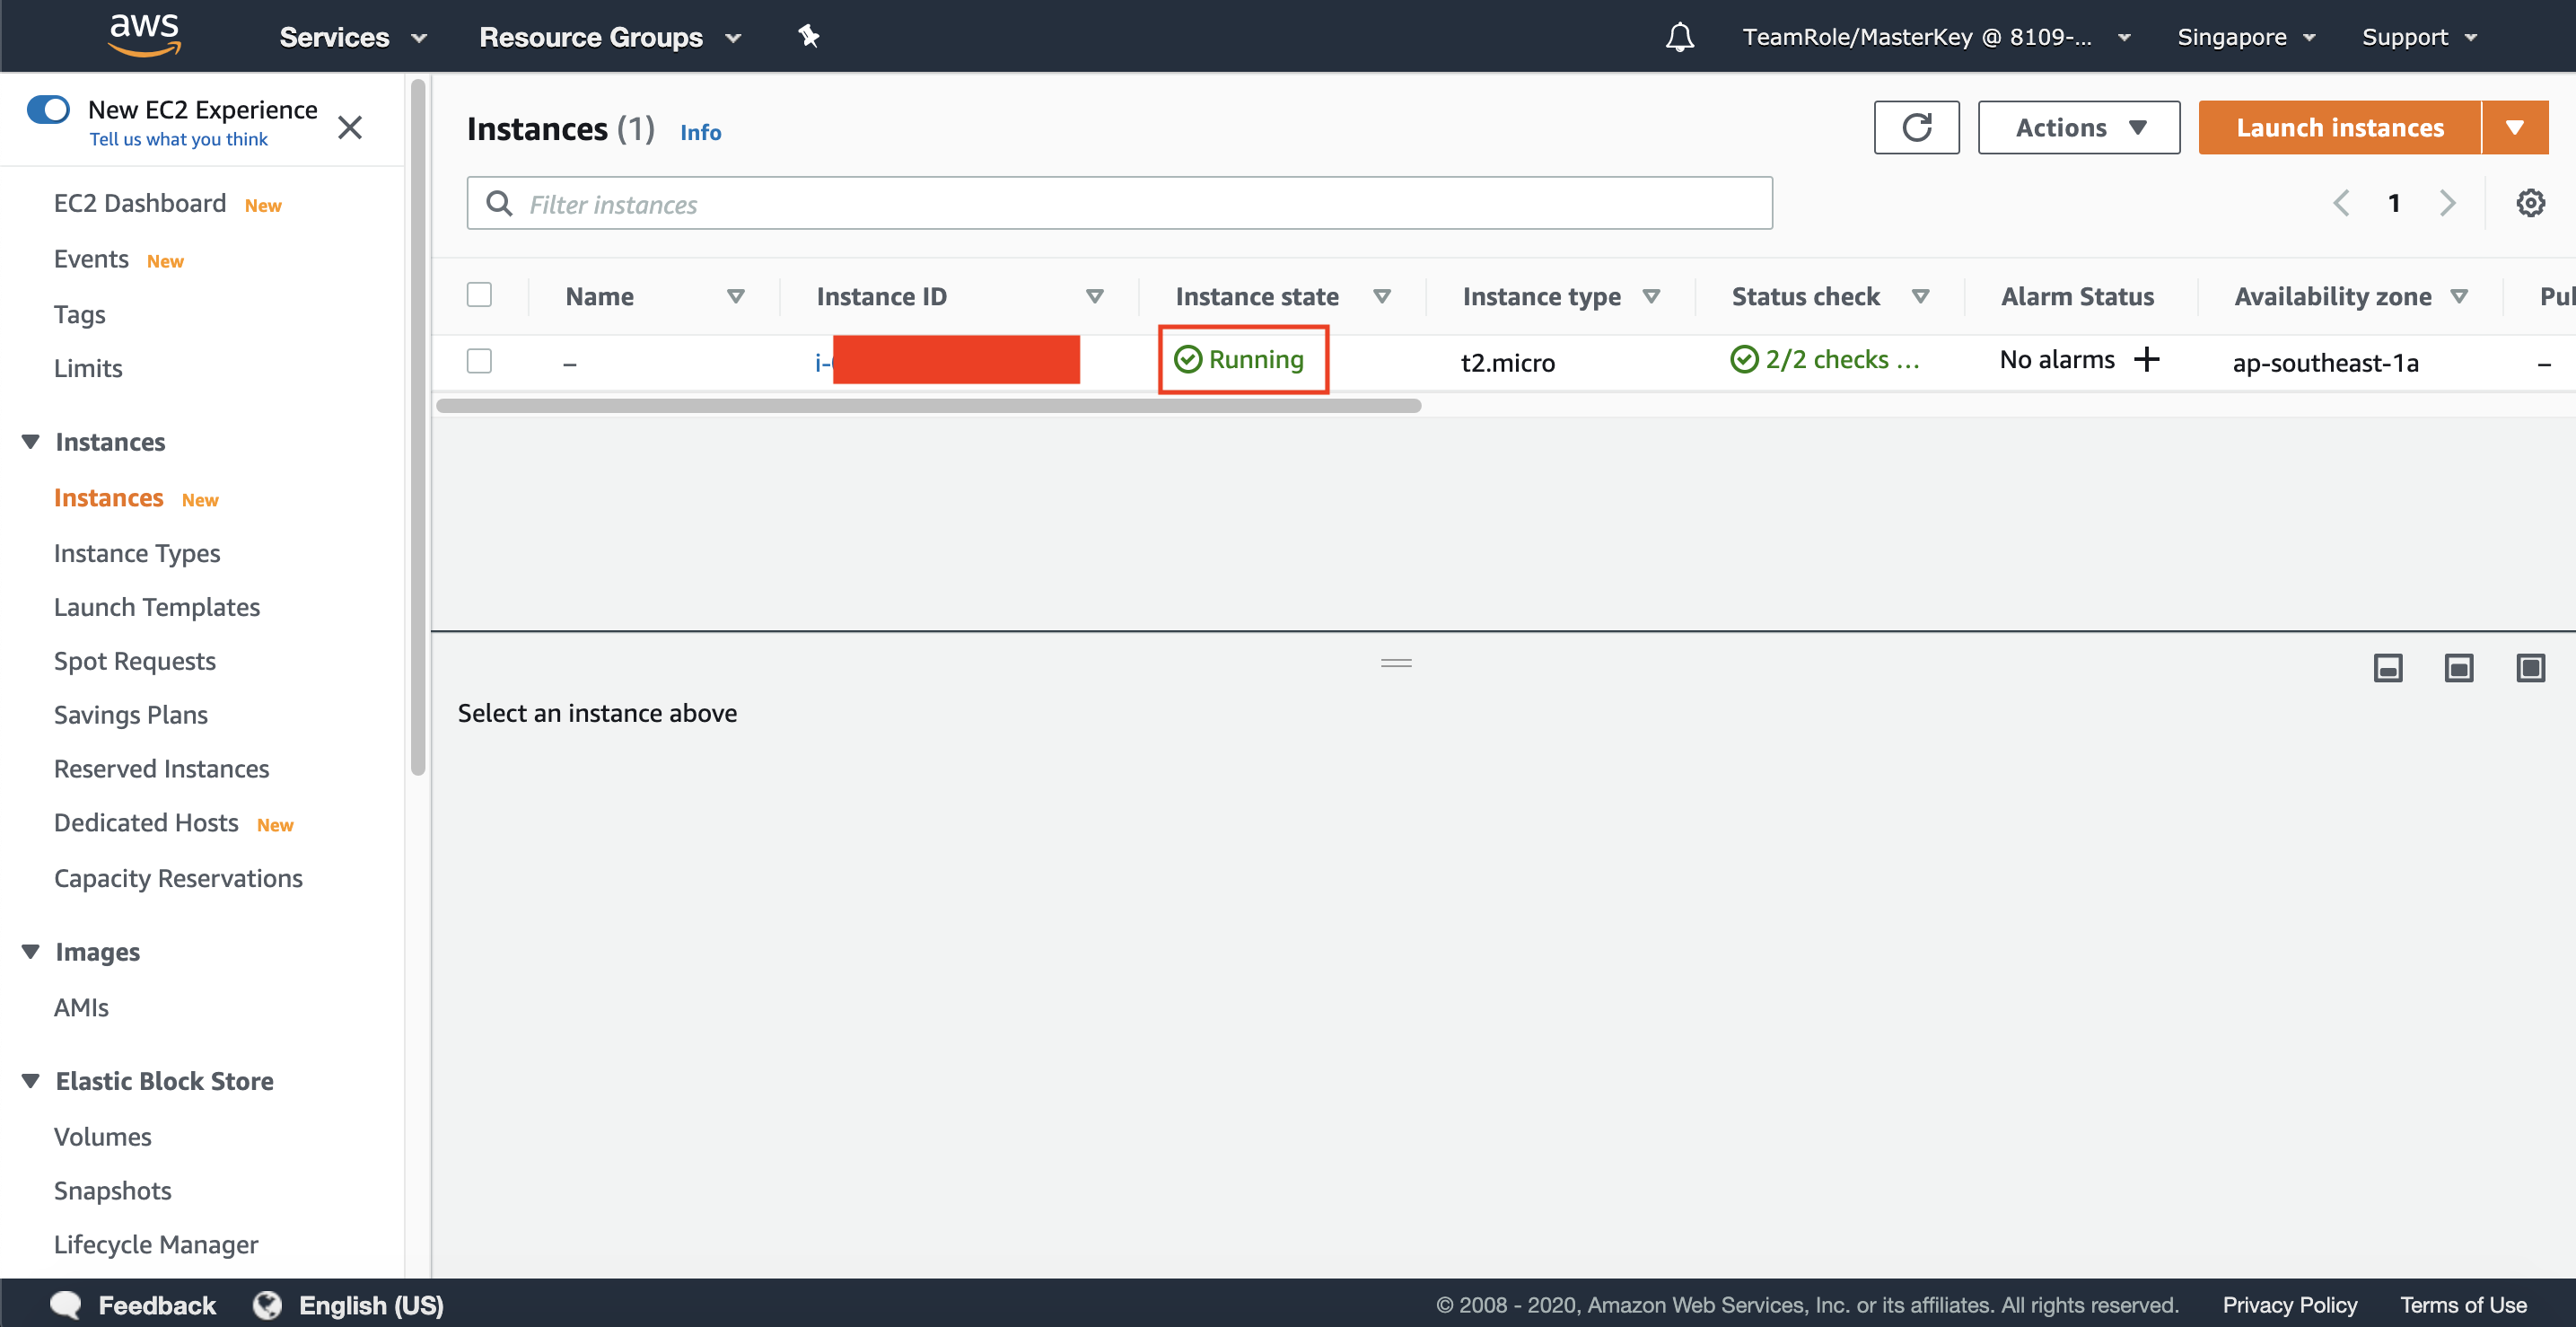 aws Services Resource Groups TeamRole/MasterKey @ 8109-... Singapore Support
New EC2 Experience
Tell us what you think
EC2 Dashboard New
Events New
Tags
Limits
Instances
Instances New
Instance Types
Launch Templates
Spot Requests
Savings Plans
Reserved Instances
Dedicated Hosts New
Capacity Reservations
Images
AMIs
Elastic Block Store
Volumes
Snapshots
Lifecycle Manager
Instances (1) Info
Actions
Launch instances
Filter instances
1
Name Instance ID Instance state Instance type Status check Alarm Status Availability zone
– i- Running t2.micro 2/2 checks ... No alarms + ap-southeast-1a –
Select an instance above
Feedback English (US) © 2008 - 2020, Amazon Web Services, Inc. or its affiliates. All rights reserved. Privacy Policy Terms of Use